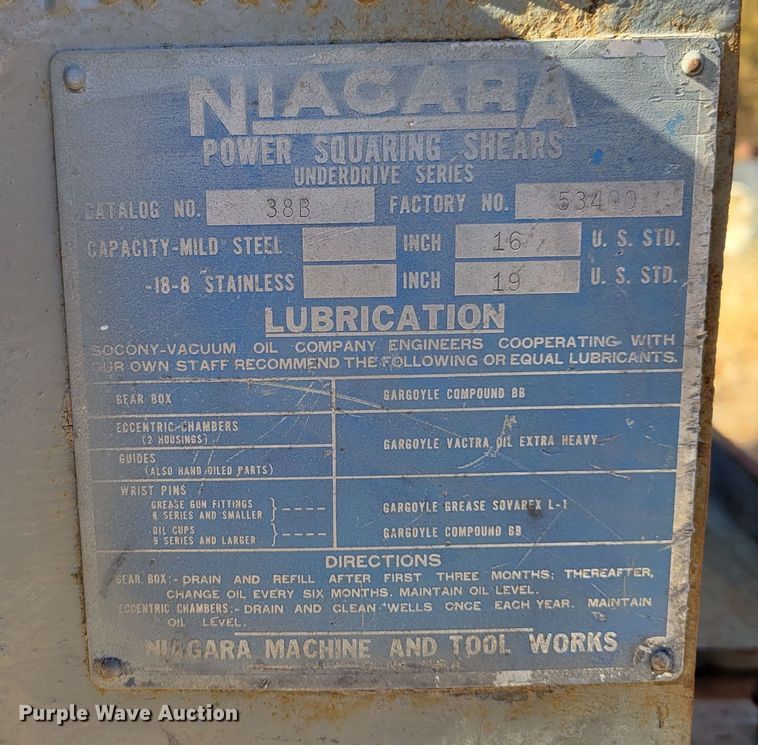 NIAGARA
POWER SQUARING SHEARS
UNDERDRIVE SERIES
CATALOG NO. 38B FACTORY NO. 53400
CAPACITY-MILD STEEL INCH 16 U. S. STD.
-18-8 STAINLESS INCH 19 U. S. STD.
LUBRICATION
SOCONY-VACUUM OIL COMPANY ENGINEERS COOPERATING WITH
OUR OWN STAFF RECOMMEND THE FOLLOWING OR EQUAL LUBRICANTS.
GEAR BOX GARGOYLE COMPOUND BB
ECCENTRIC CHAMBERS
(2 HOUSINGS)
GARGOYLE VACTRA OIL EXTRA HEAVY
GUIDES
(ALSO HAND OILED PARTS)
WRIST PINS
GREASE GUN FITTINGS
8 SERIES AND SMALLER
GARGOYLE GREASE SOVAREX L-1
OIL CUPS
9 SERIES AND LARGER
GARGOYLE COMPOUND BB
DIRECTIONS
GEAR BOX:- DRAIN AND REFILL AFTER FIRST THREE MONTHS; THEREAFTER,
CHANGE OIL EVERY SIX MONTHS. MAINTAIN OIL LEVEL.
ECCENTRIC CHAMBERS:- DRAIN AND CLEAN WELLS ONCE EACH YEAR. MAINTAIN
OIL LEVEL.
NIAGARA MACHINE AND TOOL WORKS
Purple Wave Auction